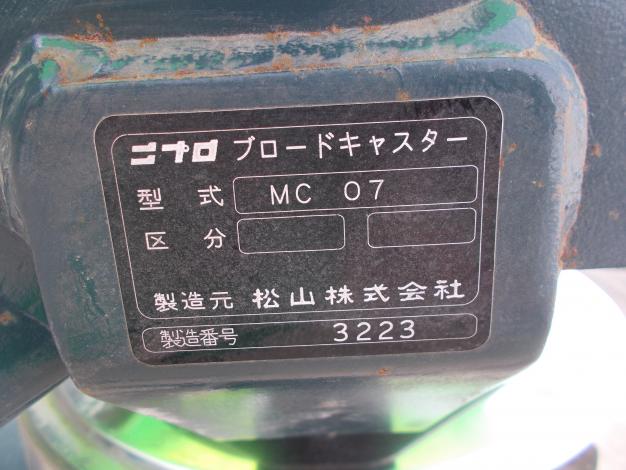 ニプロ ブロードキャスター
型式 MC 07
区分
製造元 松山株式会社
製造番号 3223